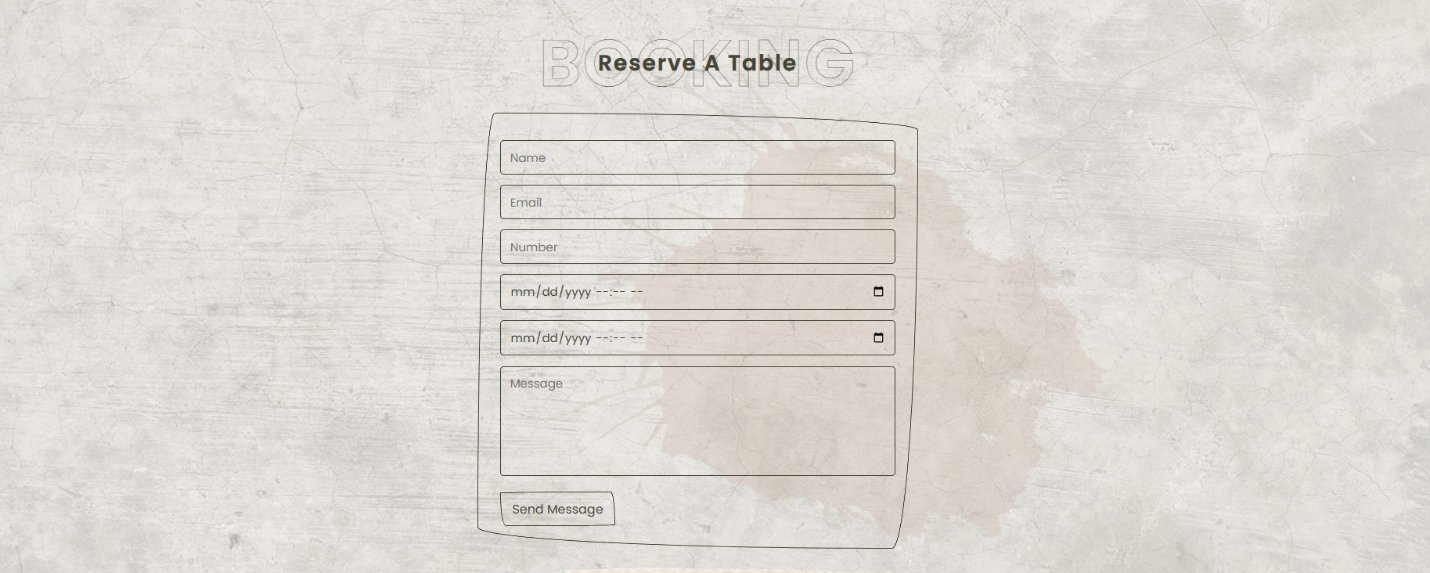 BOOKING
Reserve A Table
Name
Email
Number
mm/dd/yyyy --:-- --
mm/dd/yyyy --:-- --
Message
Send Message